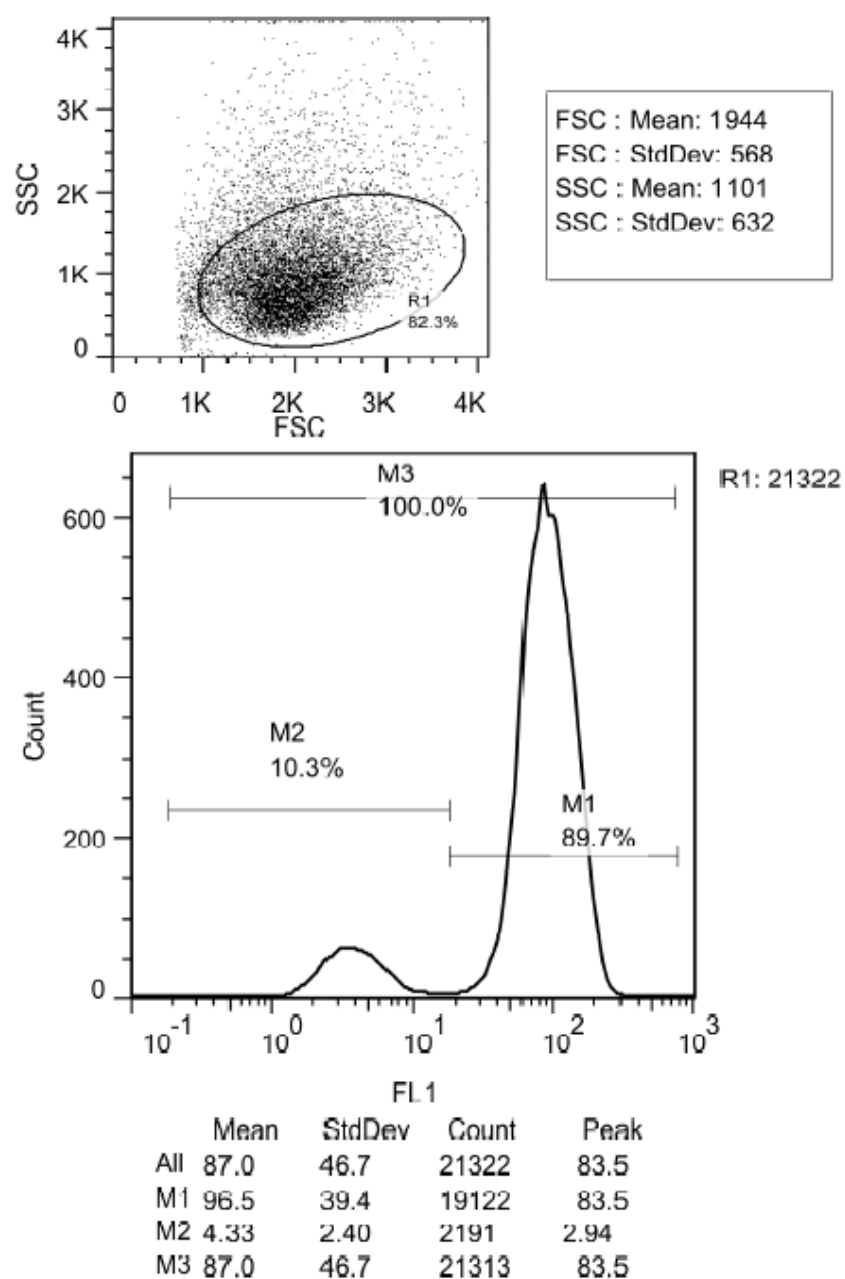 4K
3K
2K
1K
0
SSC
0 1K 2K 3K 4K
FSC
R1
82.3%
FSC : Mean: 1944
FSC : StdDev: 568
SSC : Mean: 1101
SSC : StdDev: 632
R1: 21322
M3
100.0%
M2
10.3%
M1
89.7%
600
400
200
0
Count
10-1 100 101 102 103
FL1
Mean StdDev Count Peak
All 87.0 46.7 21322 83.5
M1 96.5 39.4 19122 83.5
M2 4.33 2.40 2191 2.94
M3 87.0 46.7 21313 83.5